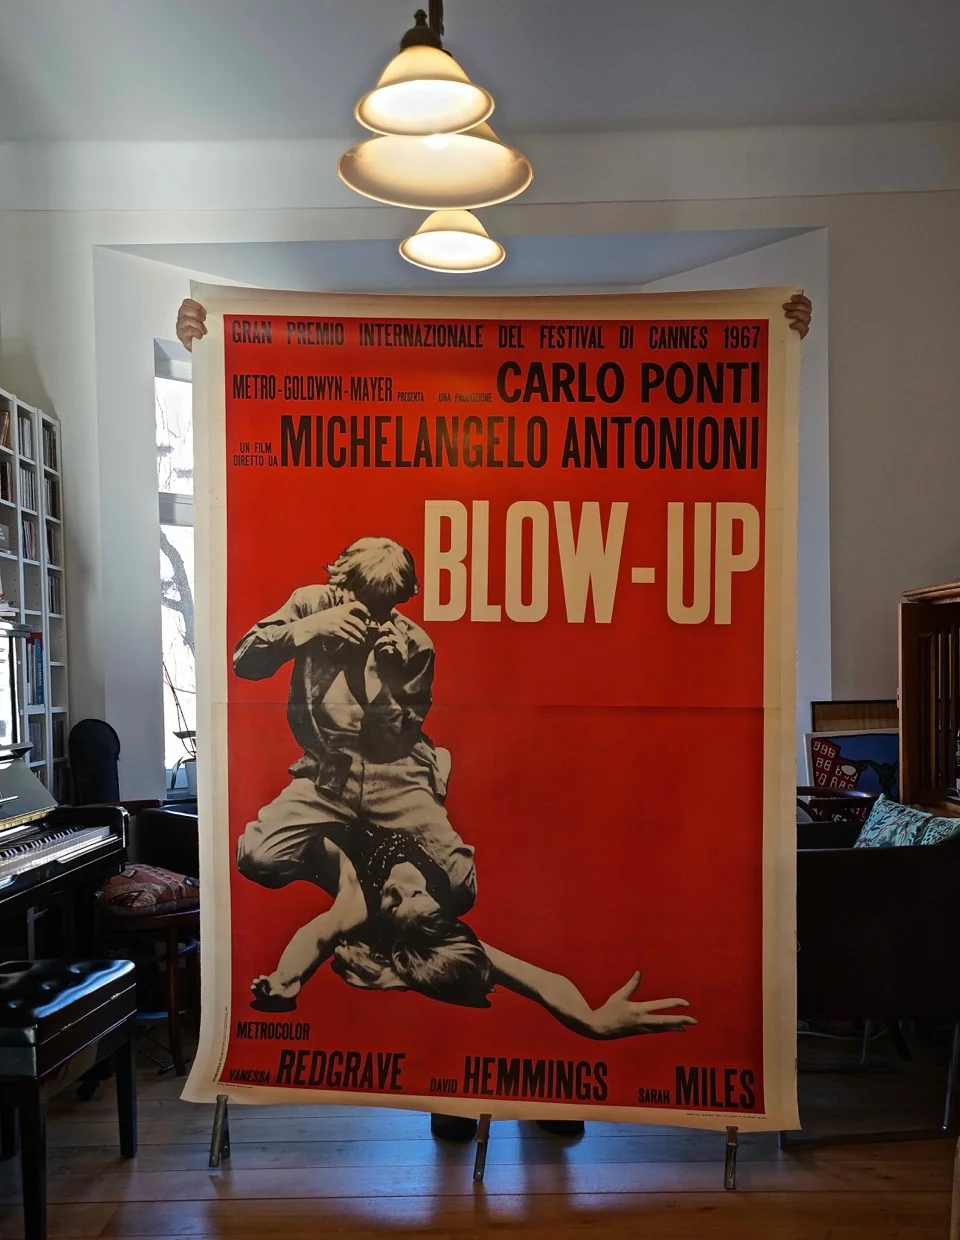 GRAN PREMIO INTERNAZIONALE DEL FESTIVAL DI CANNES 1967
METRO-GOLDWYN-MAYER PRESENTA UNA PRODUZIONE CARLO PONTI
UN FILM DIRETTO DA MICHELANGELO ANTONIONI
BLOW-UP
METROCOLOR
VANESSA REDGRAVE DAVID HEMMINGS SARAH MILES